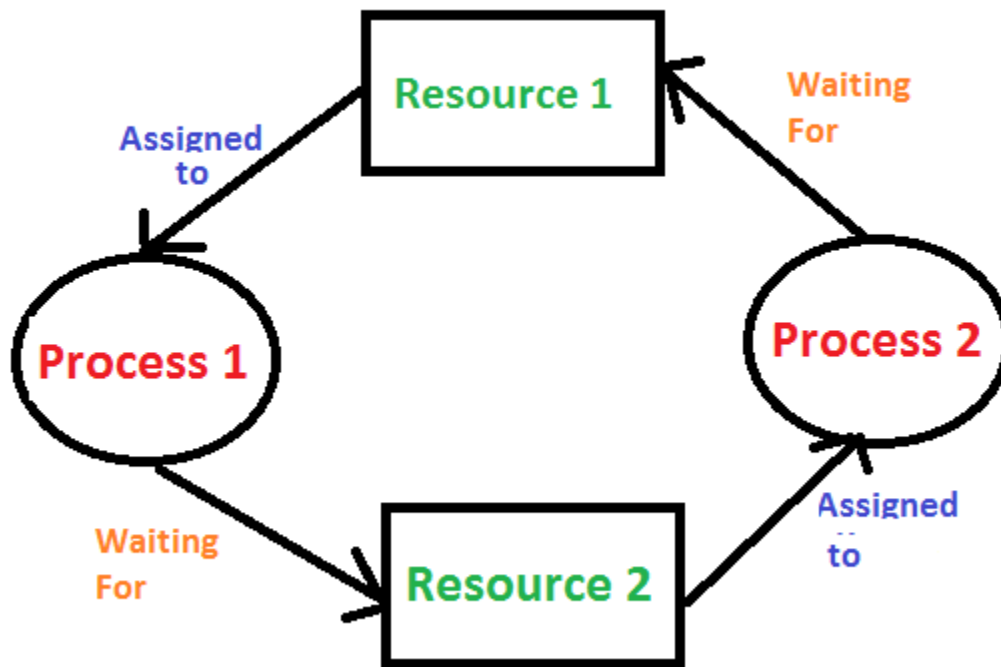 Resource 1
Waiting
For
Assigned
to
Process 1
Process 2
Waiting
For
Resource 2
Assigned
to